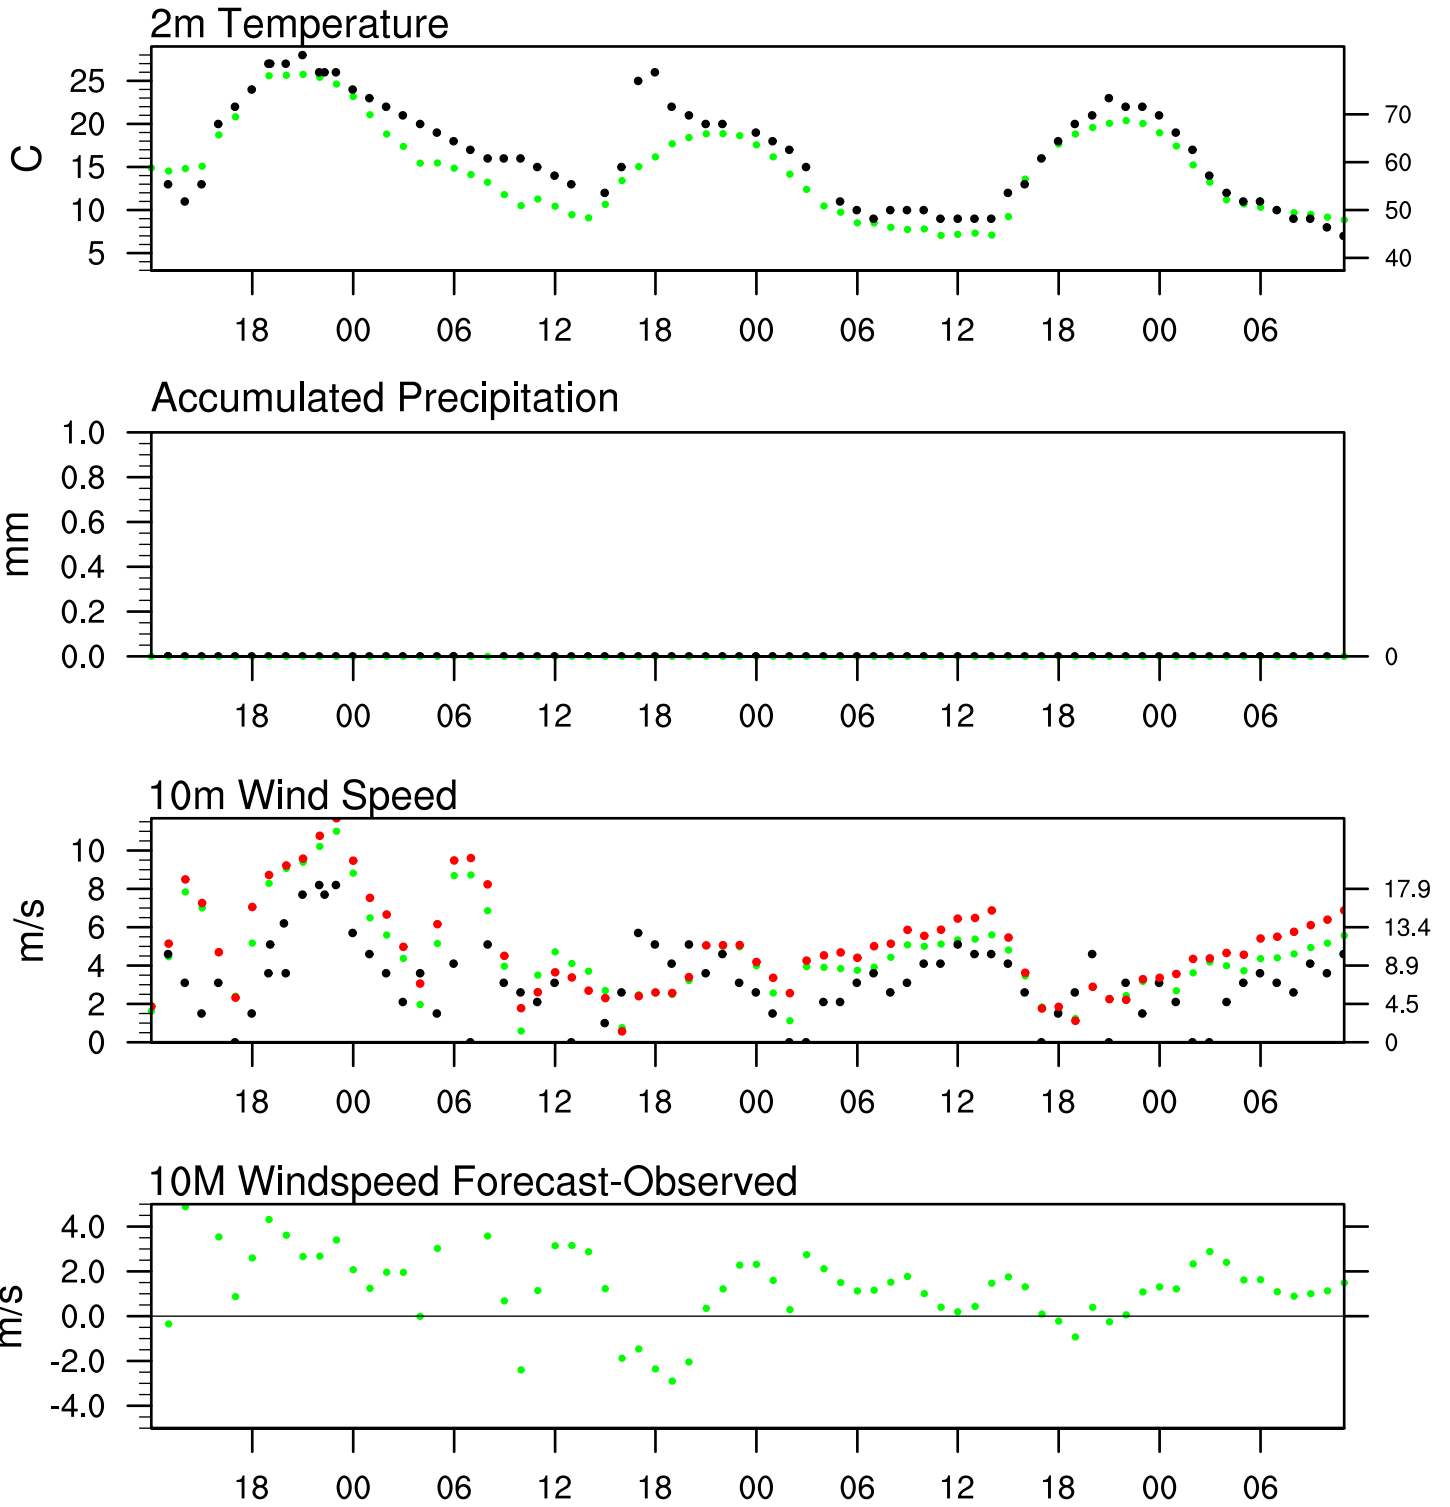 2m Temperature
25
20
15
10
5
C
70
60
50
40
18 00 06 12 18 00 06 12 18 00 06
Accumulated Precipitation
1.0
0.8
0.6
0.4
0.2
0.0
mm
0
18 00 06 12 18 00 06 12 18 00 06
10m Wind Speed
10
8
6
4
2
0
m/s
17.9
13.4
8.9
4.5
0
18 00 06 12 18 00 06 12 18 00 06
10M Windspeed Forecast-Observed
4.0
2.0
0.0
-2.0
-4.0
m/s
18 00 06 12 18 00 06 12 18 00 06